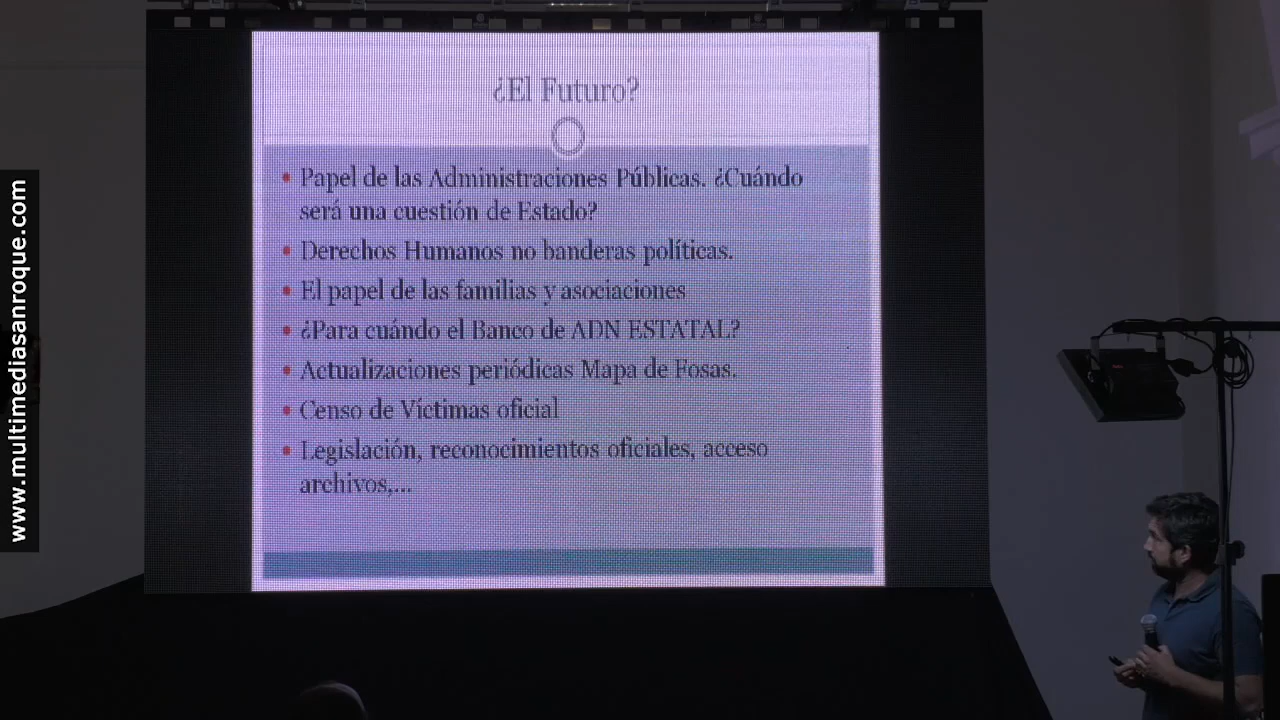 ¿El Futuro?
Papel de las Administraciones Públicas. ¿Cuándo
será una cuestión de Estado?
Derechos Humanos no banderas políticas.
El papel de las familias y asociaciones
¿Para cuándo el Banco de ADN ESTATAL?
Actualizaciones periódicas Mapa de Fosas.
Censo de Víctimas oficial
Legislación, reconocimientos oficiales, acceso
archivos,...
www.multimediasanroque.com